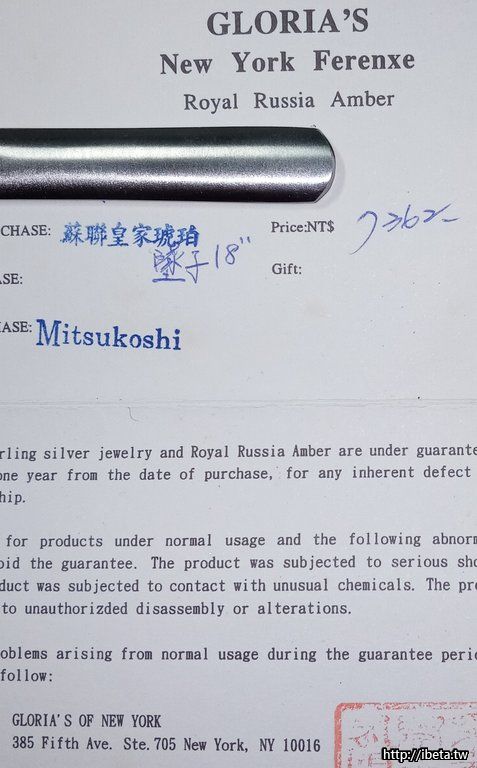 GLORIA'S
New York Ferenxe
Royal Russia Amber
CHASE: 蘇聯皇家琥珀 Price:NT$ 7362-
墜子 18"
ASE: Gift:
ASE: Mitsukoshi
rling silver jewelry and Royal Russia Amber are under guarante
one year from the date of purchase, for any inherent defect
hip.
for products under normal usage and the following abnorm
oid the guarantee. The product was subjected to serious sho
duct was subjected to contact with unusual chemicals. The pro
to unauthorizded disassembly or alterations.
oblems arising from normal usage during the guarantee perio
follow:
GLORIA'S OF NEW YORK
385 Fifth Ave. Ste. 705 New York, NY 10016
http://ibeta.tw